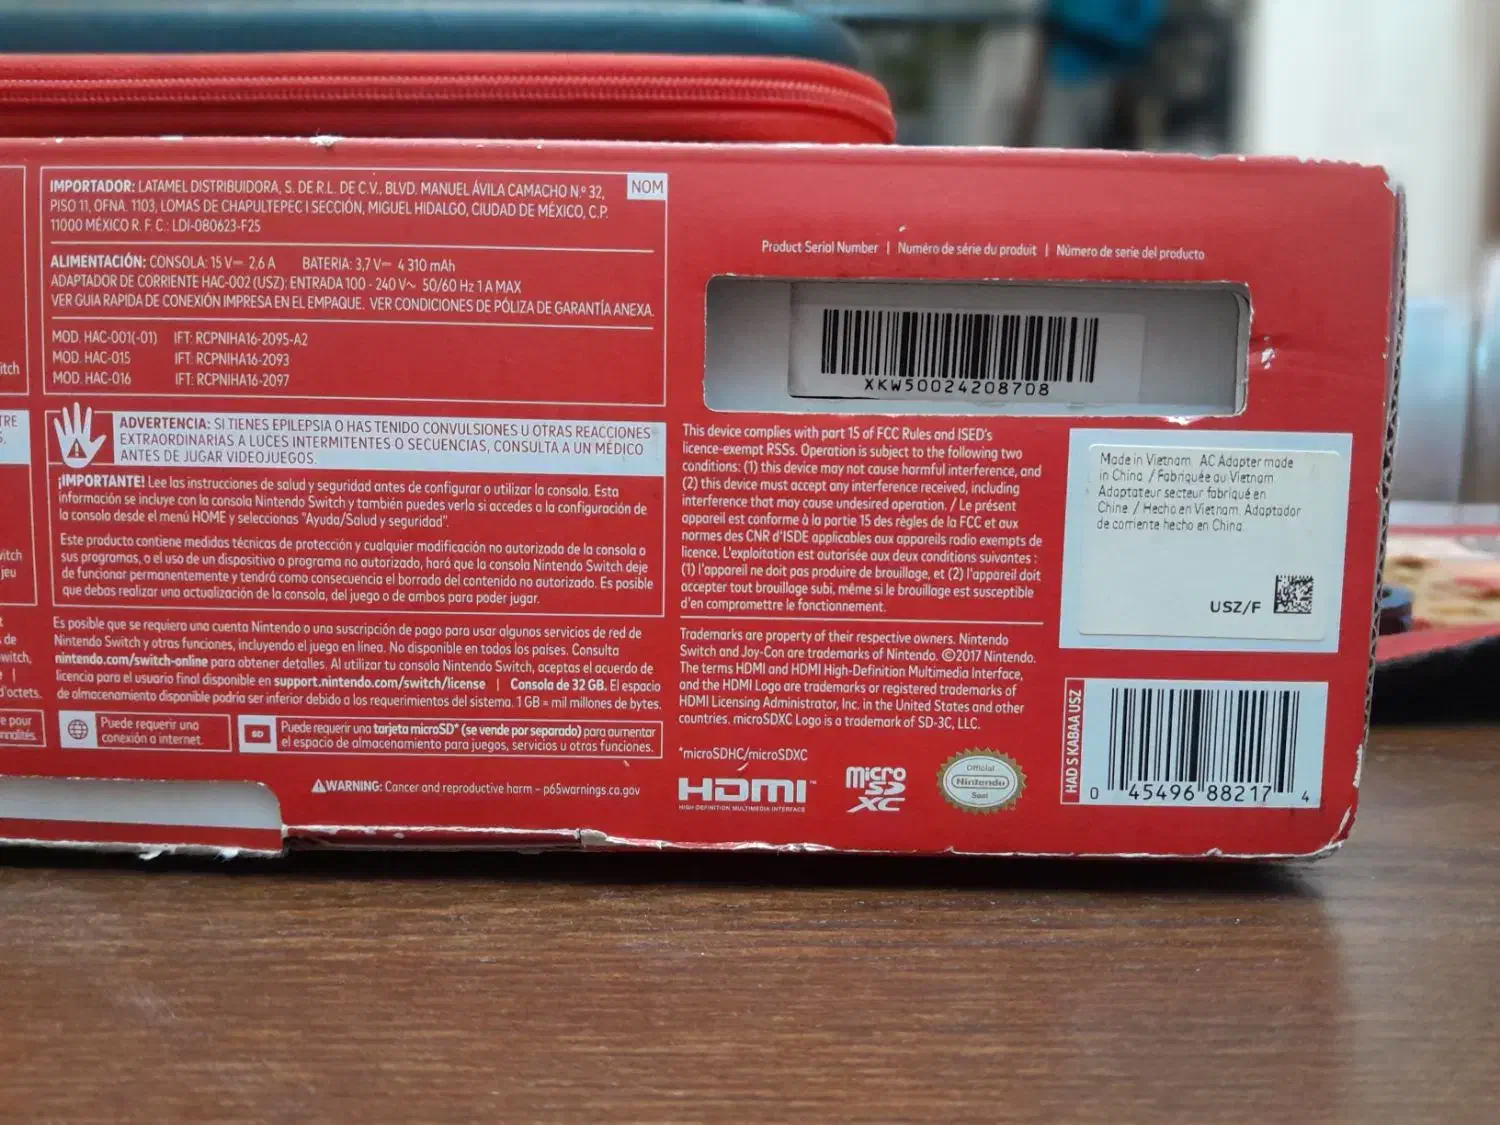 itch
TRE
S.
vitch
jeu
t
de
witch,
e |
d'octets.
e pour
nnalités.
IMPORTADOR: LATAMEL DISTRIBUIDORA, S. DE R.L. DE C.V., BLVD. MANUEL ÁVILA CAMACHO N.º 32,
PISO 11, OFNA. 1103, LOMAS DE CHAPULTEPEC I SECCIÓN, MIGUEL HIDALGO, CIUDAD DE MÉXICO, C.P.
11000 MÉXICO R. F. C.: LDI-080623-F25
NOM
ALIMENTACIÓN: CONSOLA: 15 V⎓ 2,6 A BATERIA: 3,7 V⎓ 4 310 mAh
ADAPTADOR DE CORRIENTE HAC-002 (USZ): ENTRADA 100 - 240 V~ 50/60 Hz 1 A MAX
VER GUIA RAPIDA DE CONEXIÓN IMPRESA EN EL EMPAQUE. VER CONDICIONES DE PÓLIZA DE GARANTÍA ANEXA.
MOD. HAC-001(-01) IFT: RCPNIHA16-2095-A2
MOD. HAC-015 IFT: RCPNIHA16-2093
MOD. HAC-016 IFT: RCPNIHA16-2097
ADVERTENCIA: SI TIENES EPILEPSIA O HAS TENIDO CONVULSIONES U OTRAS REACCIONES
EXTRAORDINARIAS A LUCES INTERMITENTES O SECUENCIAS, CONSULTA A UN MÉDICO
ANTES DE JUGAR VIDEOJUEGOS.
¡IMPORTANTE! Lee las instrucciones de salud y seguridad antes de configurar o utilizar la consola. Esta
información se incluye con la consola Nintendo Switch y también puedes verla si accedes a la configuración de
la consola desde el menú HOME y seleccionas "Ayuda/Salud y seguridad".
Este producto contiene medidas técnicas de protección y cualquier modificación no autorizada de la consola o
sus programas, o el uso de un dispositivo o programa no autorizado, hará que la consola Nintendo Switch deje
de funcionar permanentemente y tendrá como consecuencia el borrado del contenido no autorizado. Es posible
que debas realizar una actualización de la consola, del juego o de ambos para poder jugar.
Es posible que se requiera una cuenta Nintendo o una suscripción de pago para usar algunos servicios de red de
Nintendo Switch y otras funciones, incluyendo el juego en línea. No disponible en todos los países. Consulta
nintendo.com/switch-online para obtener detalles. Al utilizar tu consola Nintendo Switch, aceptas el acuerdo de
licencia para el usuario final disponible en support.nintendo.com/switch/license | Consola de 32 GB. El espacio
de almacenamiento disponible podría ser inferior debido a los requerimientos del sistema. 1 GB = mil millones de bytes.
Puede requerir una
conexión a internet.
SD
Puede requerir una tarjeta microSD* (se vende por separado) para aumentar
el espacio de almacenamiento para juegos, servicios u otras funciones.
⚠WARNING: Cancer and reproductive harm - p65warnings.ca.gov
Product Serial Number | Numéro de série du produit | Número de serie del producto
XKW50024208708
This device complies with part 15 of FCC Rules and ISED's
licence-exempt RSSs. Operation is subject to the following two
conditions: (1) this device may not cause harmful interference, and
(2) this device must accept any interference received, including
interference that may cause undesired operation. / Le présent
appareil est conforme à la partie 15 des règles de la FCC et aux
normes des CNR d'ISDE applicables aux appareils radio exempts de
licence. L'exploitation est autorisée aux deux conditions suivantes :
(1) l'appareil ne doit pas produire de brouillage, et (2) l'appareil doit
accepter tout brouillage subi, même si le brouillage est susceptible
d'en compromettre le fonctionnement.
Trademarks are property of their respective owners. Nintendo
Switch and Joy-Con are trademarks of Nintendo. ©2017 Nintendo.
The terms HDMI and HDMI High-Definition Multimedia Interface,
and the HDMI Logo are trademarks or registered trademarks of
HDMI Licensing Administrator, Inc. in the United States and other
countries. microSDXC Logo is a trademark of SD-3C, LLC.
*microSDHC/microSDXC
HDMI™
HIGH-DEFINITION MULTIMEDIA INTERFACE
micro
SD
XC
Official
Nintendo
Seal
Made in Vietnam. AC Adapter made
in China. / Fabriquée au Vietnam.
Adaptateur secteur fabriqué en
Chine. / Hecho en Vietnam. Adaptador
de corriente hecho en China.
USZ/F
HAD S KABAA USZ
0 45496 88217 4